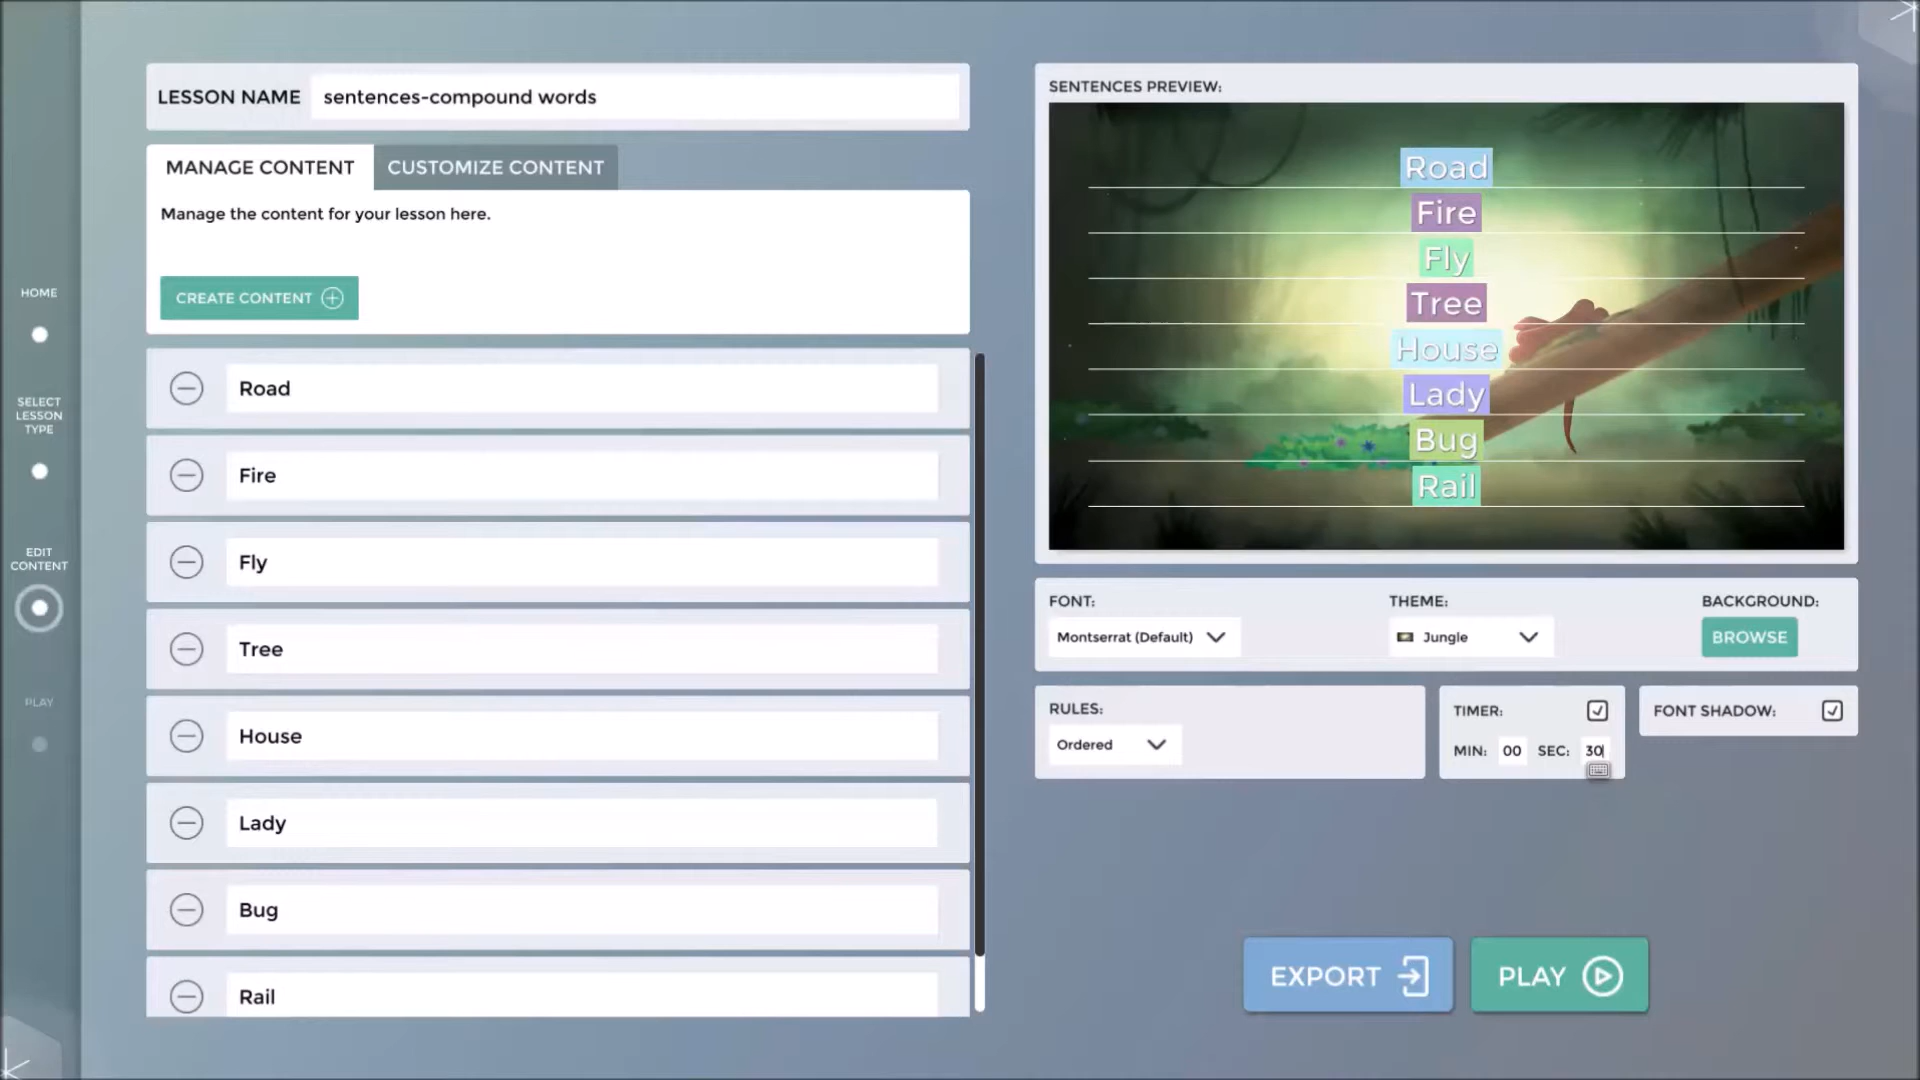 HOME
SELECT
LESSON
TYPE
EDIT
CONTENT
PLAY
LESSON NAME sentences-compound words
MANAGE CONTENT CUSTOMIZE CONTENT
Manage the content for your lesson here.
CREATE CONTENT
Road
Fire
Fly
Tree
House
Lady
Bug
Rail
SENTENCES PREVIEW:
Road
Fire
Fly
Tree
House
Lady
Bug
Rail
FONT: THEME: BACKGROUND:
Montserrat (Default) Jungle BROWSE
RULES:
Ordered
TIMER:
MIN: 00 SEC: 30
FONT SHADOW:
EXPORT PLAY